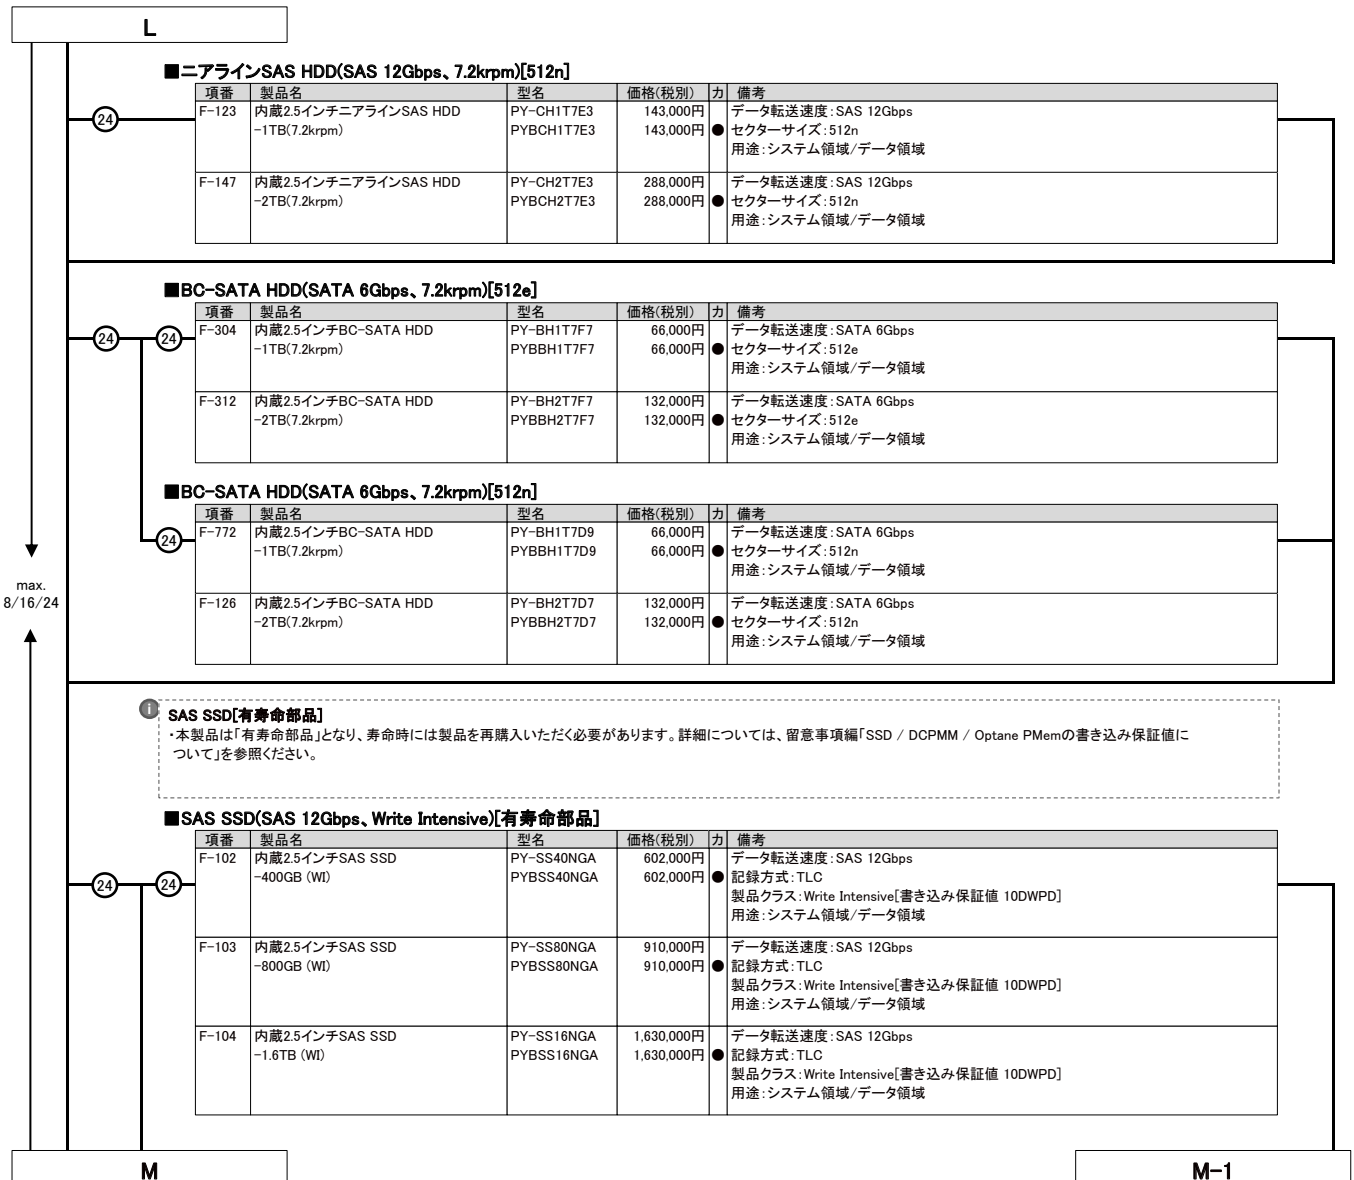 L
■ニアラインSAS HDD(SAS 12Gbps、7.2krpm)[512n]
項番 製品名 型名 価格(税別) カ 備考
24 F-123 内蔵2.5インチニアラインSAS HDD PY-CH1T7E3 143,000円 データ転送速度:SAS 12Gbps
-1TB(7.2krpm) PYBCH1T7E3 143,000円 ● セクターサイズ:512n
用途:システム領域/データ領域
F-147 内蔵2.5インチニアラインSAS HDD PY-CH2T7E3 288,000円 データ転送速度:SAS 12Gbps
-2TB(7.2krpm) PYBCH2T7E3 288,000円 ● セクターサイズ:512n
用途:システム領域/データ領域
■BC-SATA HDD(SATA 6Gbps、7.2krpm)[512e]
項番 製品名 型名 価格(税別) カ 備考
24 24 F-304 内蔵2.5インチBC-SATA HDD PY-BH1T7F7 66,000円 データ転送速度:SATA 6Gbps
-1TB(7.2krpm) PYBBH1T7F7 66,000円 ● セクターサイズ:512e
用途:システム領域/データ領域
F-312 内蔵2.5インチBC-SATA HDD PY-BH2T7F7 132,000円 データ転送速度:SATA 6Gbps
-2TB(7.2krpm) PYBBH2T7F7 132,000円 ● セクターサイズ:512e
用途:システム領域/データ領域
■BC-SATA HDD(SATA 6Gbps、7.2krpm)[512n]
項番 製品名 型名 価格(税別) カ 備考
24 F-772 内蔵2.5インチBC-SATA HDD PY-BH1T7D9 66,000円 データ転送速度:SATA 6Gbps
-1TB(7.2krpm) PYBBH1T7D9 66,000円 ● セクターサイズ:512n
用途:システム領域/データ領域
max.
8/16/24
F-126 内蔵2.5インチBC-SATA HDD PY-BH2T7D7 132,000円 データ転送速度:SATA 6Gbps
-2TB(7.2krpm) PYBBH2T7D7 132,000円 ● セクターサイズ:512n
用途:システム領域/データ領域
i SAS SSD[有寿命部品]
・本製品は「有寿命部品」となり、寿命時には製品を再購入いただく必要があります。詳細については、留意事項編「SSD / DCPMM / Optane PMemの書き込み保証値に
ついて」を参照ください。
■SAS SSD(SAS 12Gbps、Write Intensive)[有寿命部品]
項番 製品名 型名 価格(税別) カ 備考
24 24 F-102 内蔵2.5インチSAS SSD PY-SS40NGA 602,000円 データ転送速度:SAS 12Gbps
-400GB (WI) PYBSS40NGA 602,000円 ● 記録方式:TLC
製品クラス:Write Intensive[書き込み保証値 10DWPD]
用途:システム領域/データ領域
F-103 内蔵2.5インチSAS SSD PY-SS80NGA 910,000円 データ転送速度:SAS 12Gbps
-800GB (WI) PYBSS80NGA 910,000円 ● 記録方式:TLC
製品クラス:Write Intensive[書き込み保証値 10DWPD]
用途:システム領域/データ領域
F-104 内蔵2.5インチSAS SSD PY-SS16NGA 1,630,000円 データ転送速度:SAS 12Gbps
-1.6TB (WI) PYBSS16NGA 1,630,000円 ● 記録方式:TLC
製品クラス:Write Intensive[書き込み保証値 10DWPD]
用途:システム領域/データ領域
M M-1